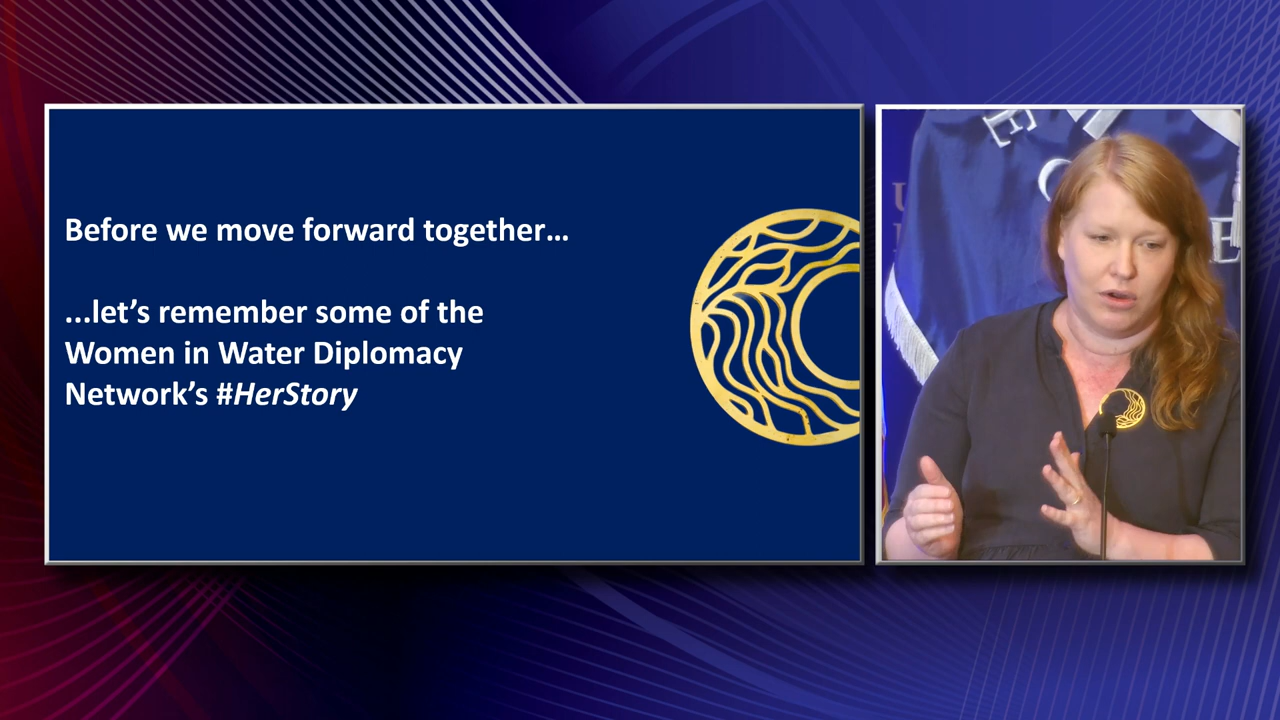 Before we move forward together…
...let’s remember some of the
Women in Water Diplomacy
Network’s #HerStory